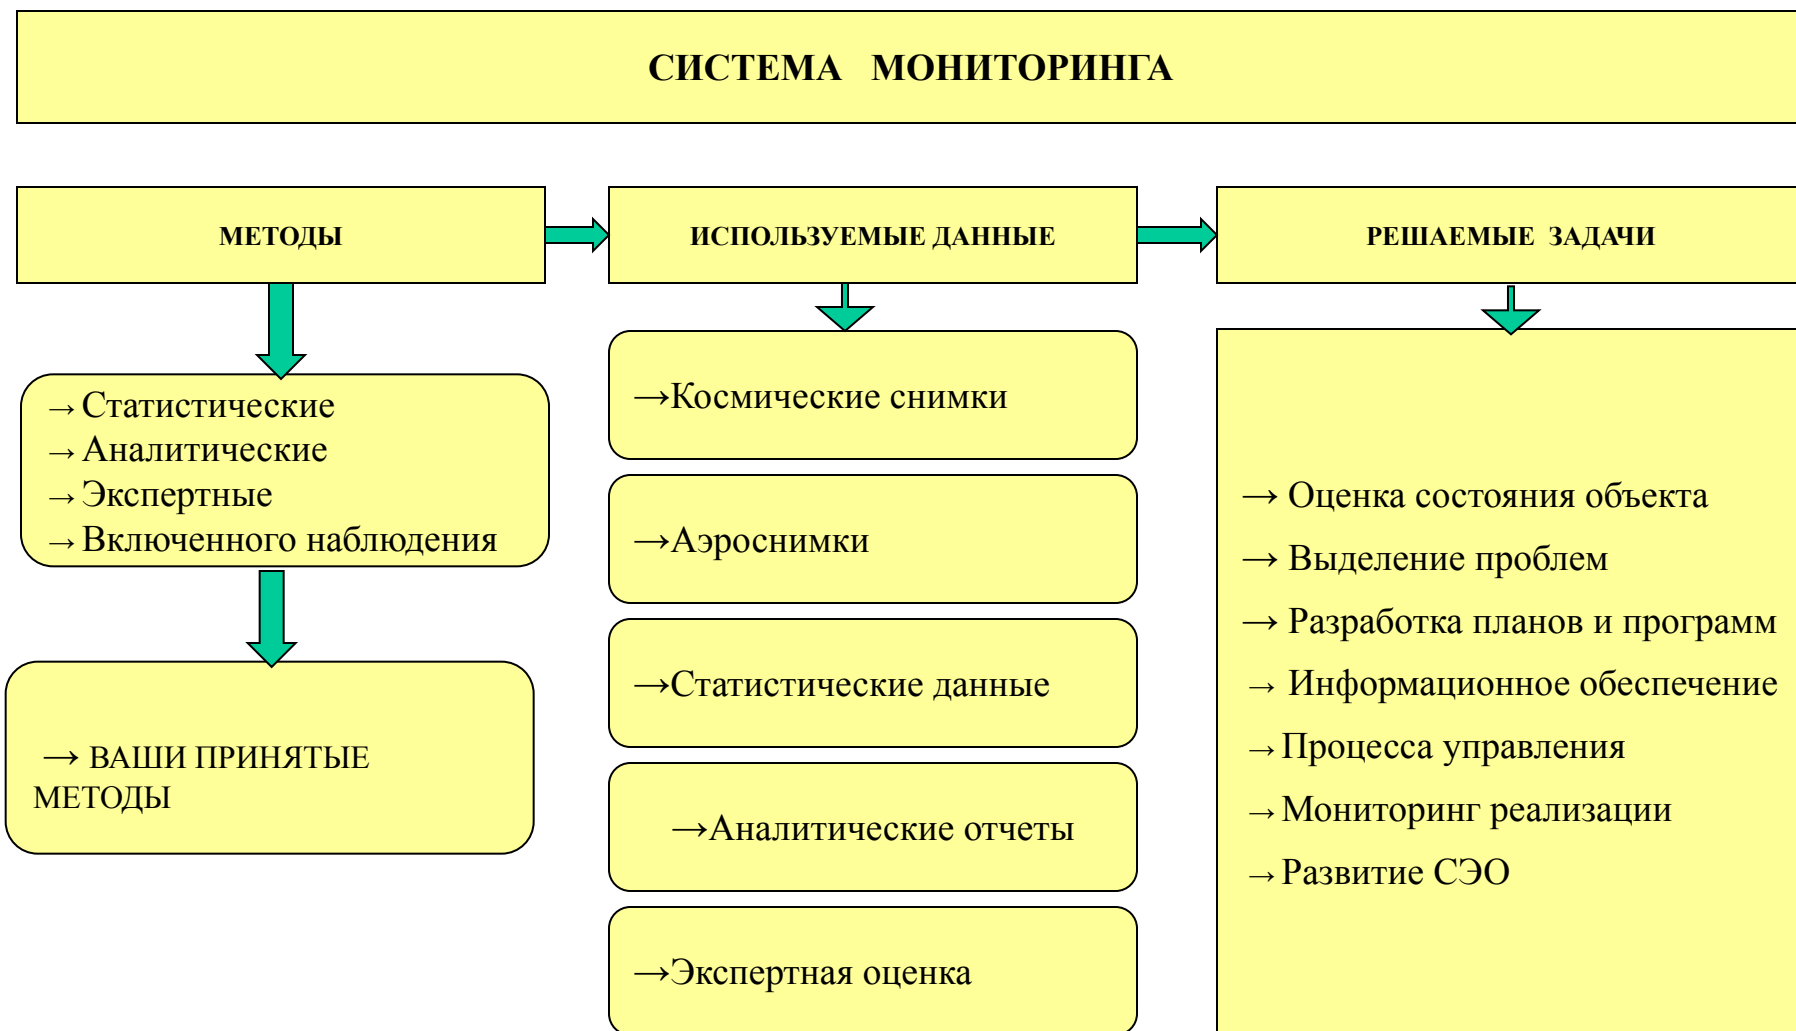 СИСТЕМА МОНИТОРИНГА
МЕТОДЫ
→ Статистические
→ Аналитические
→ Экспертные
→ Включенного наблюдения
→ ВАШИ ПРИНЯТЫЕ
МЕТОДЫ
ИСПОЛЬЗУЕМЫЕ ДАННЫЕ
→Космические снимки
→Аэроснимки
→Статистические данные
→Аналитические отчеты
→Экспертная оценка
РЕШАЕМЫЕ ЗАДАЧИ
→ Оценка состояния объекта
→ Выделение проблем
→ Разработка планов и программ
→ Информационное обеспечение
→ Процесса управления
→ Мониторинг реализации
→ Развитие СЭО